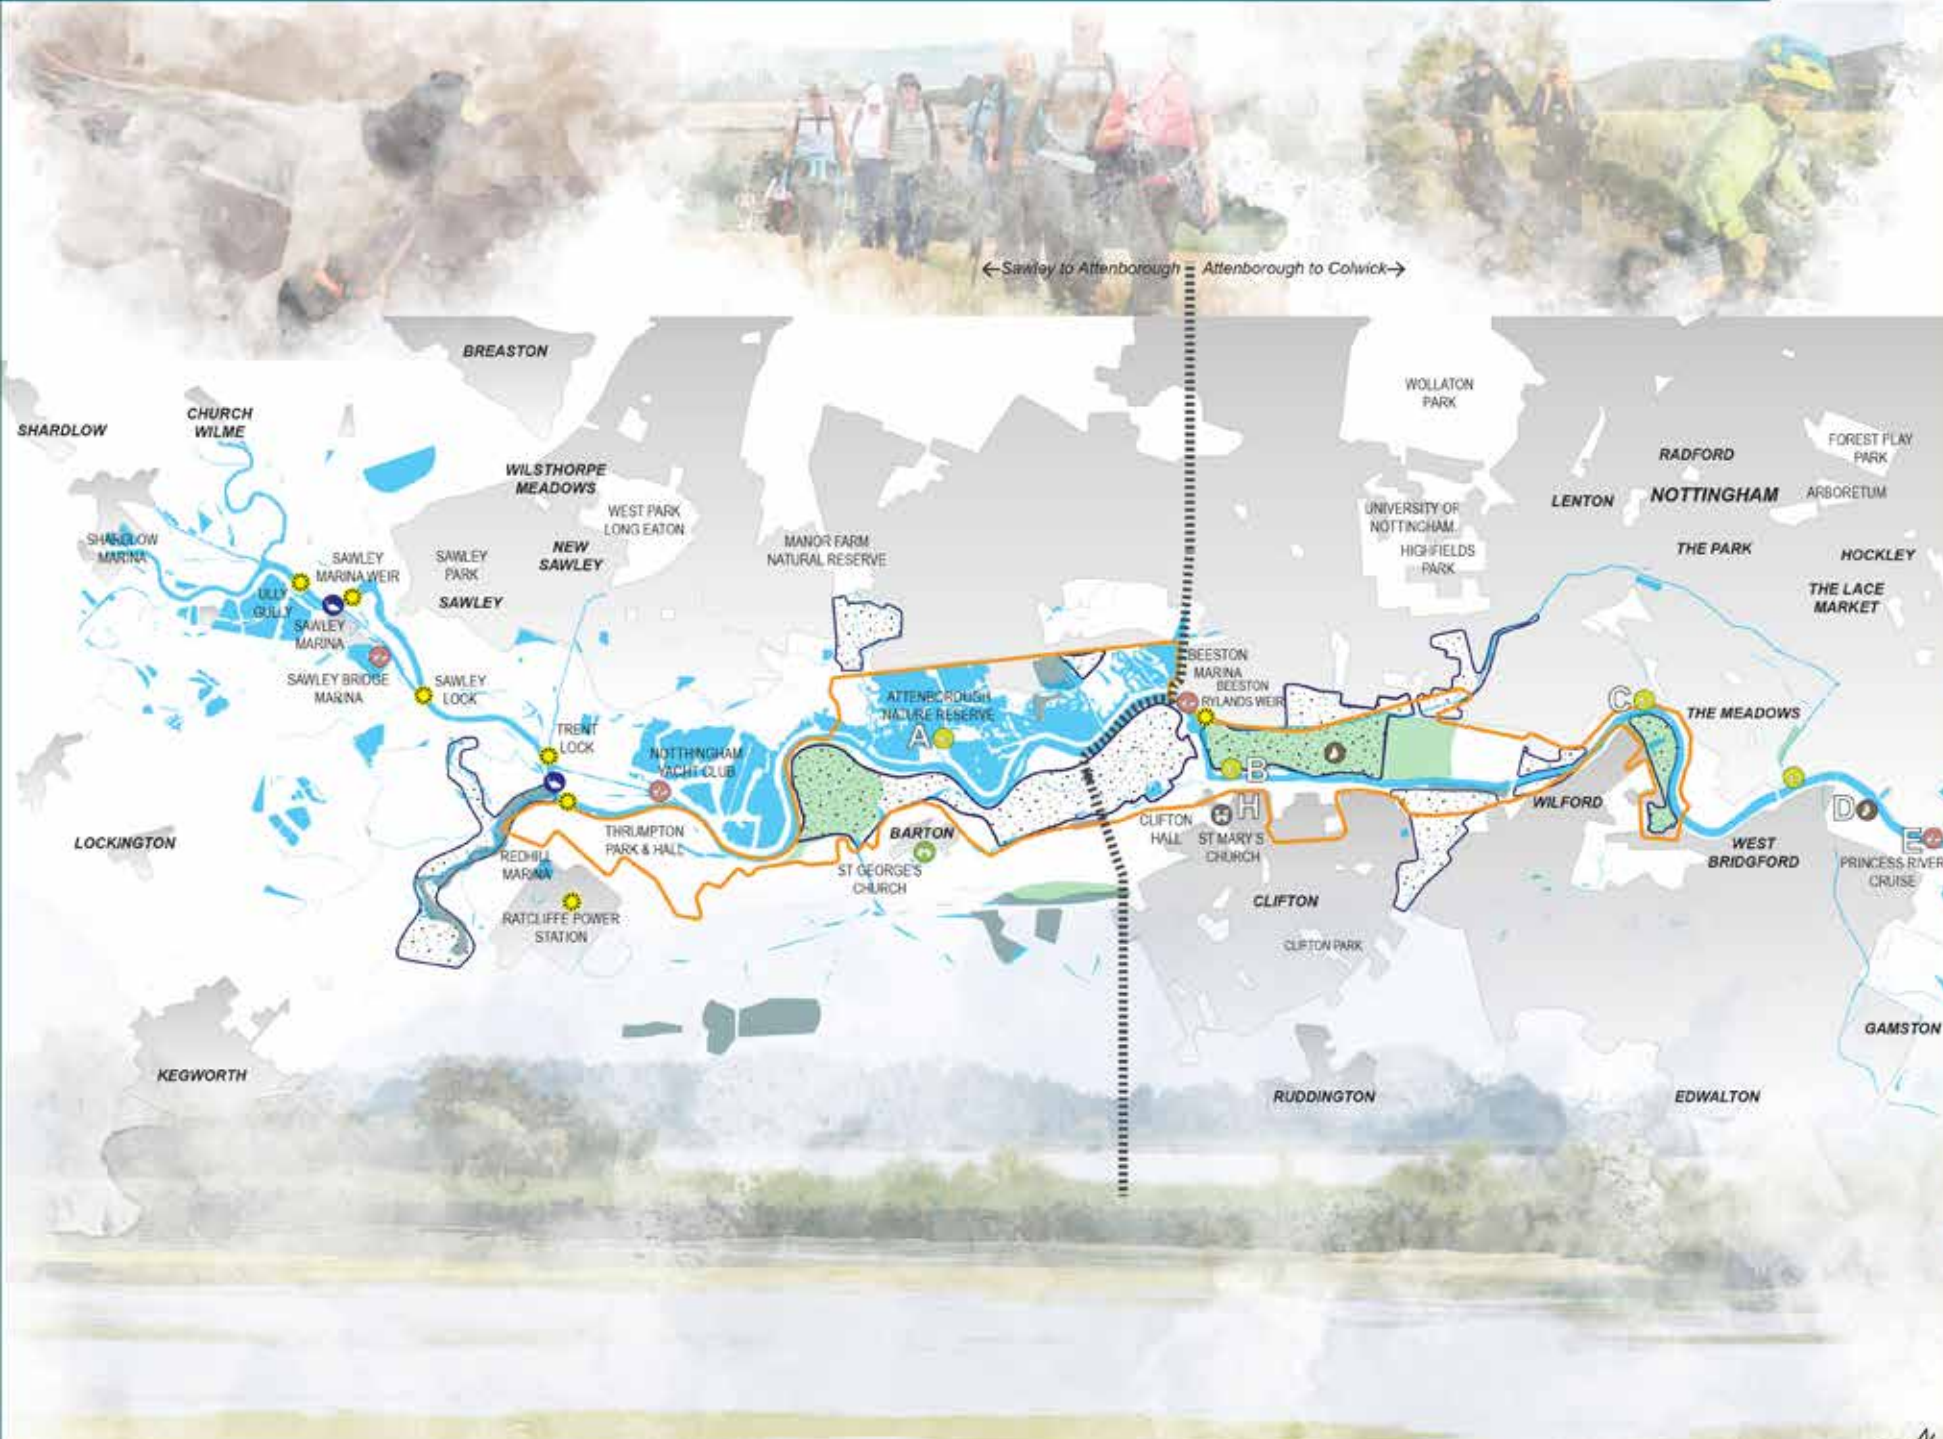 ←Sawley to Attenborough
Attenborough to Colwick→
BREASTON
WOLLATON
PARK
CHURCH
WILME
SHARDLOW
FOREST PLAY
PARK
RADFORD
WILSTHORPE
MEADOWS
NOTTINGHAM
ARBORETUM
LENTON
WEST PARK
LONG EATON
UNIVERSITY OF
NOTTINGHAM
MANOR FARM
NATURAL RESERVE
SHARDLOW
MARINA
NEW
SAWLEY
HIGHFIELDS
PARK
THE PARK
HOCKLEY
SAWLEY
MARINA WEIR
SAWLEY
PARK
SAWLEY
THE LACE
MARKET
ULLY
GULLY
SAWLEY
MARINA
SAWLEY BRIDGE
MARINA
SAWLEY
LOCK
BEESTON
MARINA
BEESTON
RYLANDS WEIR
ATTENBOROUGH
NATURE RESERVE
A
C
THE MEADOWS
TRENT
LOCK
NOTTHINGHAM
YACHT CLUB
B
H
WILFORD
D
E
LOCKINGTON
THRUMPTON
PARK & HALL
BARTON
CLIFTON
HALL
ST MARY'S
CHURCH
WEST
BRIDGFORD
PRINCESS RIVER
CRUISE
REDHILL
MARINA
ST GEORGE'S
CHURCH
CLIFTON
RATCLIFFE POWER
STATION
CLIFTON PARK
GAMSTON
KEGWORTH
RUDDINGTON
EDWALTON